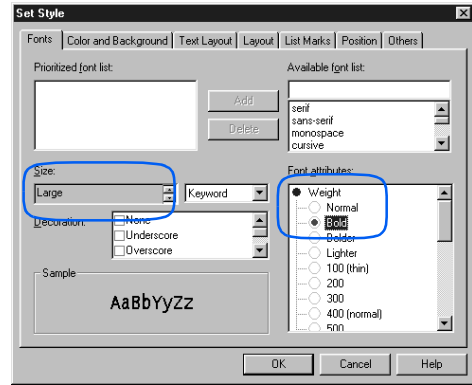 Set Style
Fonts Color and Background Text Layout Layout List Marks Position Others
Prioritized font list:
Available font list:
Add
Delete
serif
sans-serif
monospace
cursive
Size:
Large
Keyword
Font attributes:
Weight
Normal
Bold
Bolder
Lighter
100 (thin)
200
300
400 (normal)
500
Decoration:
None
Underscore
Overscore
Sample
AaBbYyZz
OK Cancel Help